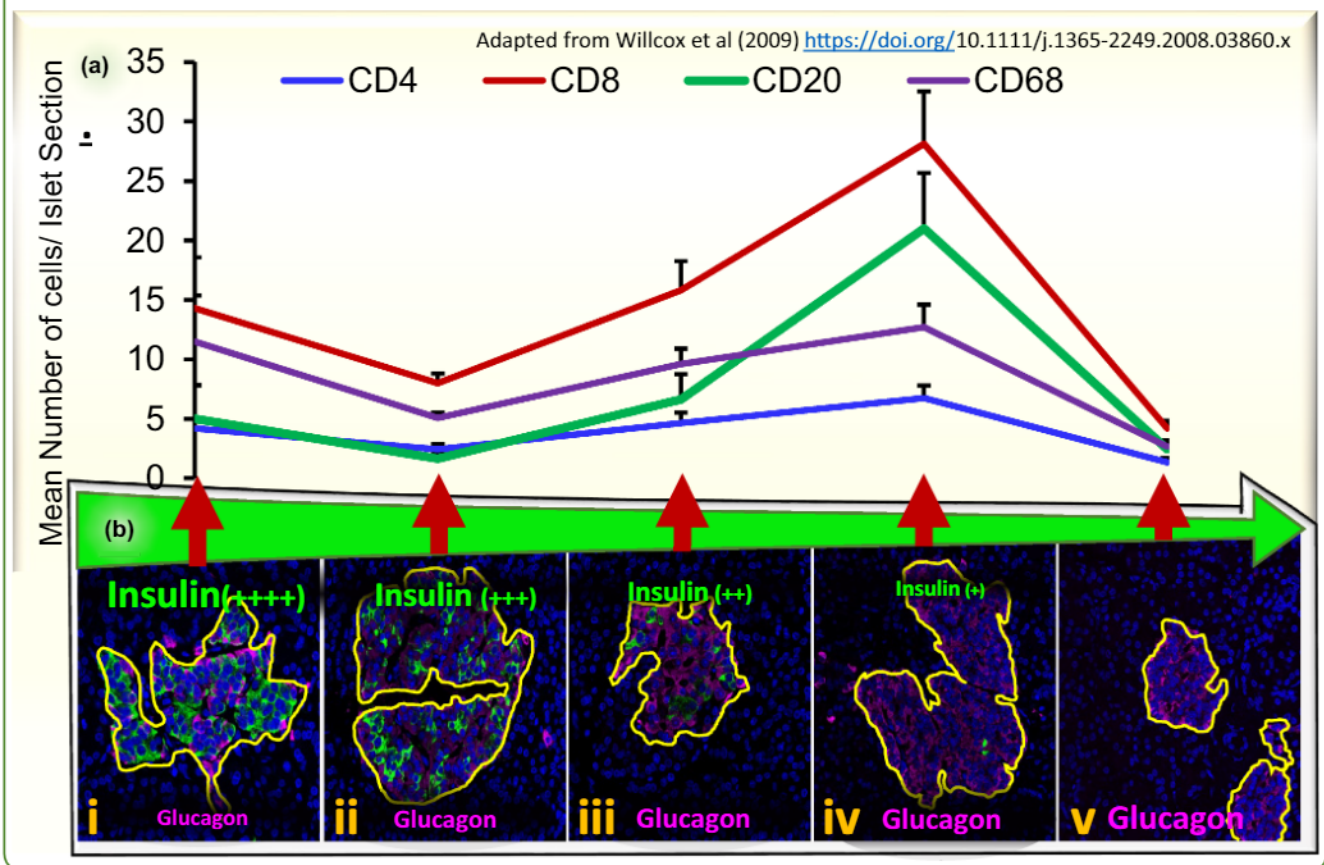 Adapted from Willcox et al (2009) https://doi.org/10.1111/j.1365-2249.2008.03860.x
(a)
CD4 CD8 CD20 CD68
Mean Number of cells/ Islet Section
35
30
25
20
15
10
5
0
(b)
Insulin(++++)
Insulin (+++)
Insulin (++)
Insulin (+)
i Glucagon
ii Glucagon
iii Glucagon
iv Glucagon
v Glucagon